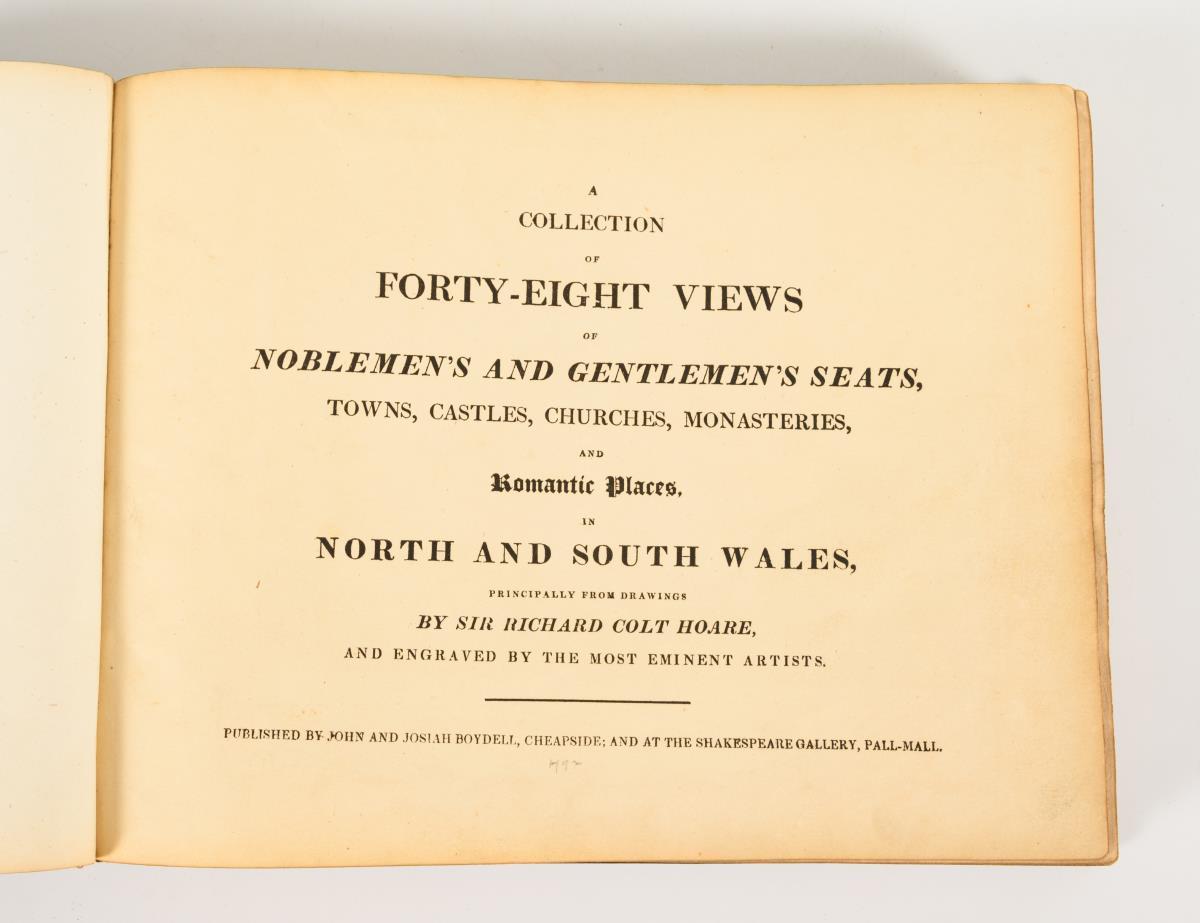 A
COLLECTION
OF
FORTY-EIGHT VIEWS
OF
NOBLEMEN'S AND GENTLEMEN'S SEATS,
TOWNS, CASTLES, CHURCHES, MONASTERIES,
AND
Romantic Places,
IN
NORTH AND SOUTH WALES,
PRINCIPALLY FROM DRAWINGS
BY SIR RICHARD COLT HOARE,
AND ENGRAVED BY THE MOST EMINENT ARTISTS.
PUBLISHED BY JOHN AND JOSIAH BOYDELL, CHEAPSIDE; AND AT THE SHAKESPEARE GALLERY, PALL-MALL.